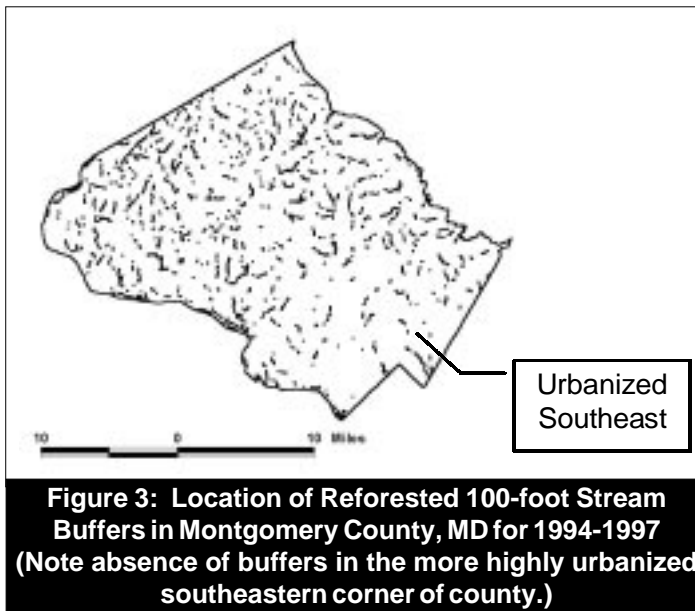 Urbanized
Southeast
10 0 10 Miles
Figure 3: Location of Reforested 100-foot Stream
Buffers in Montgomery County, MD for 1994-1997
(Note absence of buffers in the more highly urbanized
southeastern corner of county.)